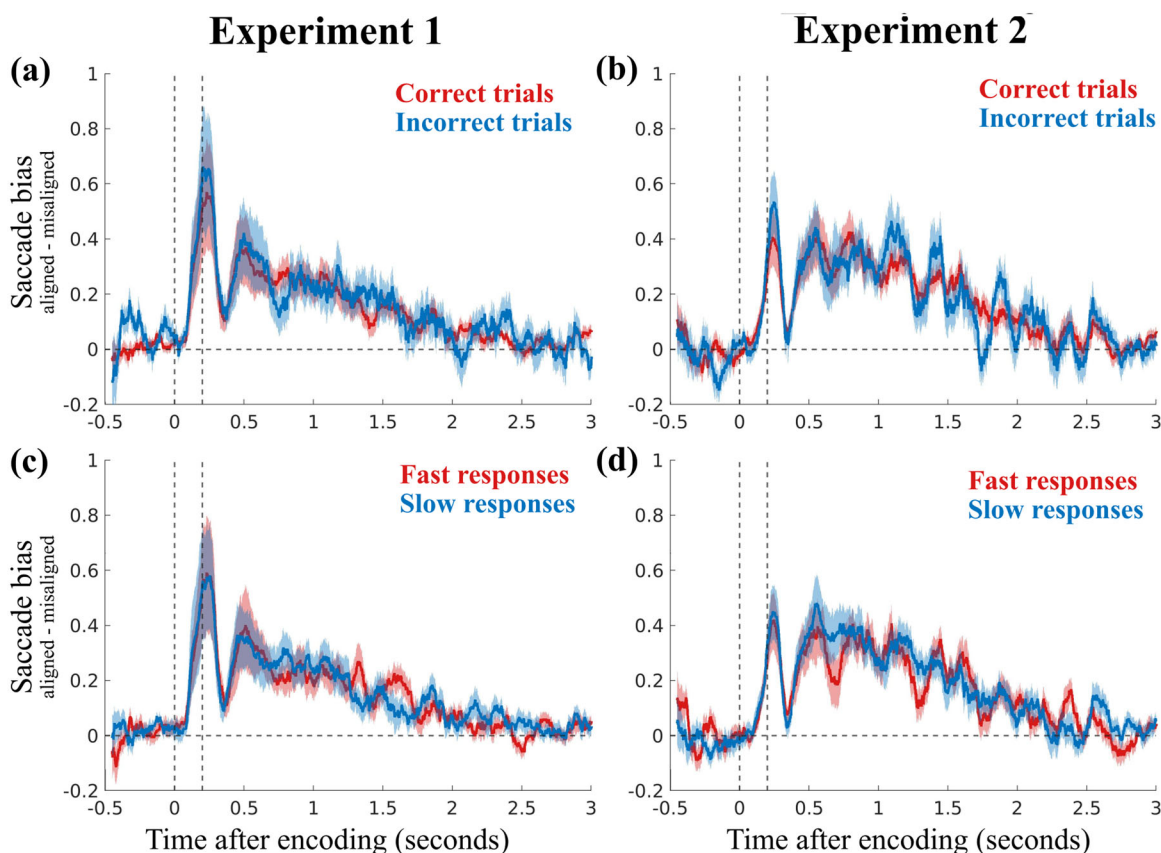 Experiment 1
Experiment 2
(a)
Correct trials
Incorrect trials
Saccade bias
aligned - misaligned
1
0.8
0.6
0.4
0.2
0
-0.2
-0.5 0 0.5 1 1.5 2 2.5 3
(b)
Correct trials
Incorrect trials
1
0.8
0.6
0.4
0.2
0
-0.2
-0.5 0 0.5 1 1.5 2 2.5 3
(c)
Fast responses
Slow responses
Saccade bias
aligned - misaligned
1
0.8
0.6
0.4
0.2
0
-0.2
-0.5 0 0.5 1 1.5 2 2.5 3
Time after encoding (seconds)
(d)
Fast responses
Slow responses
1
0.8
0.6
0.4
0.2
0
-0.2
-0.5 0 0.5 1 1.5 2 2.5 3
Time after encoding (seconds)